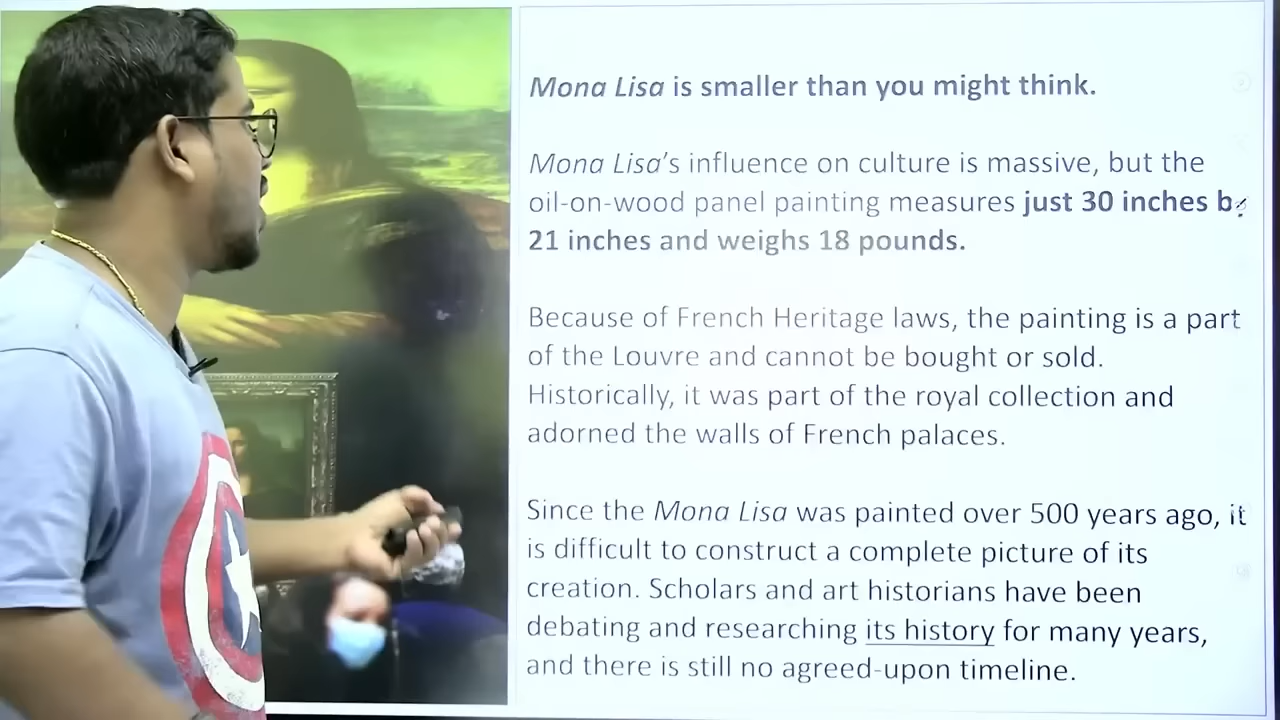 Mona Lisa is smaller than you might think.
Mona Lisa's influence on culture is massive, but the
oil-on-wood panel painting measures just 30 inches by
21 inches and weighs 18 pounds.
Because of French Heritage laws, the painting is a part
of the Louvre and cannot be bought or sold.
Historically, it was part of the royal collection and
adorned the walls of French palaces.
Since the Mona Lisa was painted over 500 years ago, it
is difficult to construct a complete picture of its
creation. Scholars and art historians have been
debating and researching its history for many years,
and there is still no agreed-upon timeline.